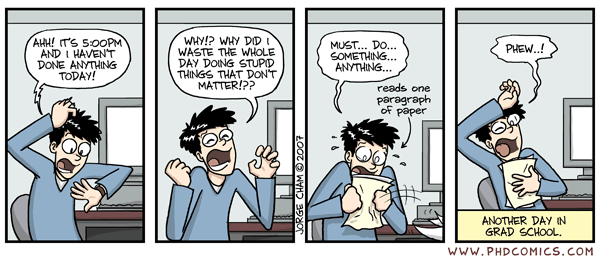 AHH! IT'S 5:00PM
AND I HAVEN'T
DONE ANYTHING
TODAY!
WHY!? WHY DID I
WASTE THE WHOLE
DAY DOING STUPID
THINGS THAT DON'T
MATTER!??
JORGE CHAM © 2007
MUST... DO...
SOMETHING...
ANYTHING...
reads one
paragraph
of paper
PHEW..!
ANOTHER DAY IN
GRAD SCHOOL.
WWW.PHDCOMICS.COM